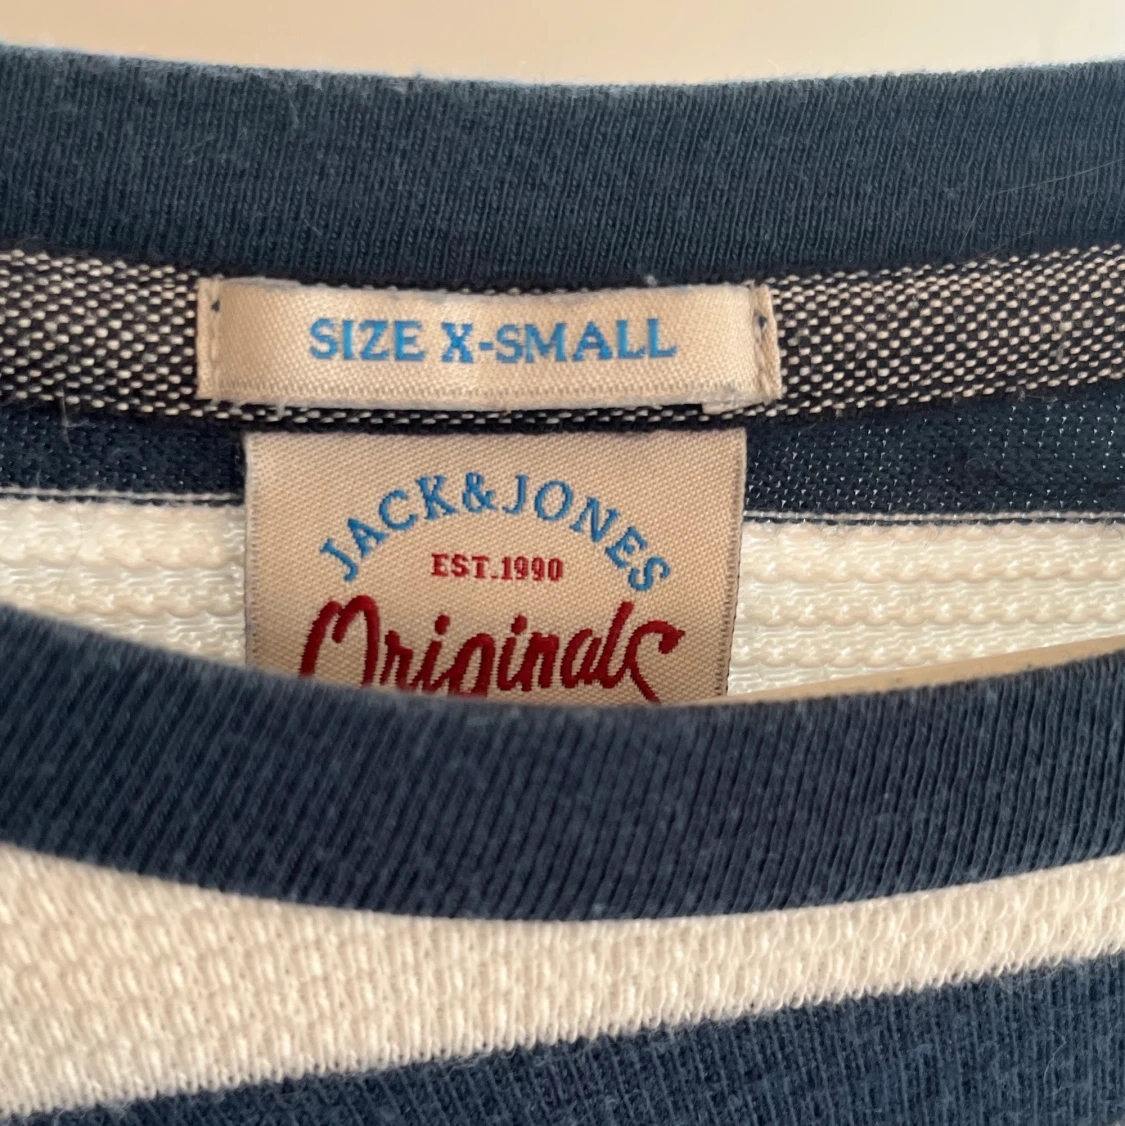 SIZE X-SMALL
JACK&JONES
EST.1990
Originals